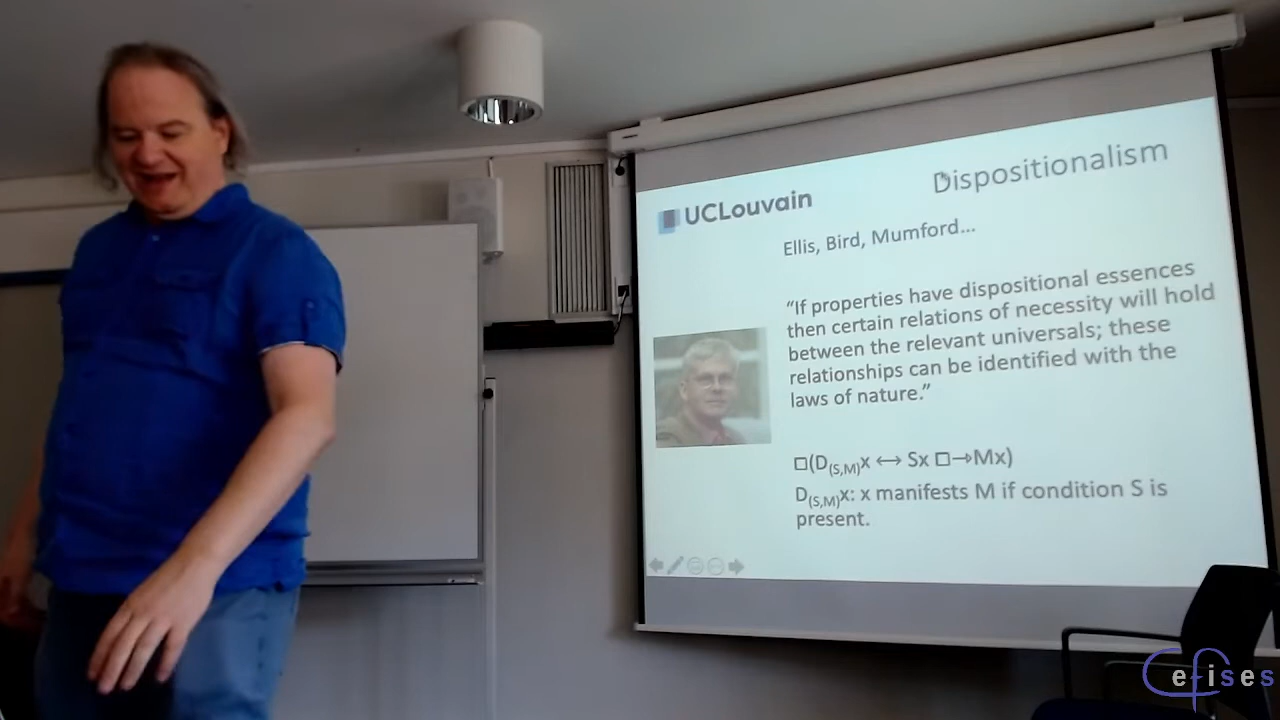 Dispositionalism
UCLouvain
Ellis, Bird, Mumford...
“If properties have dispositional essences
then certain relations of necessity will hold
between the relevant universals; these
relationships can be identified with the
laws of nature.”
□(D(S,M)x ↔ Sx □→Mx)
D(S,M)x: x manifests M if condition S is
present.
Cefises